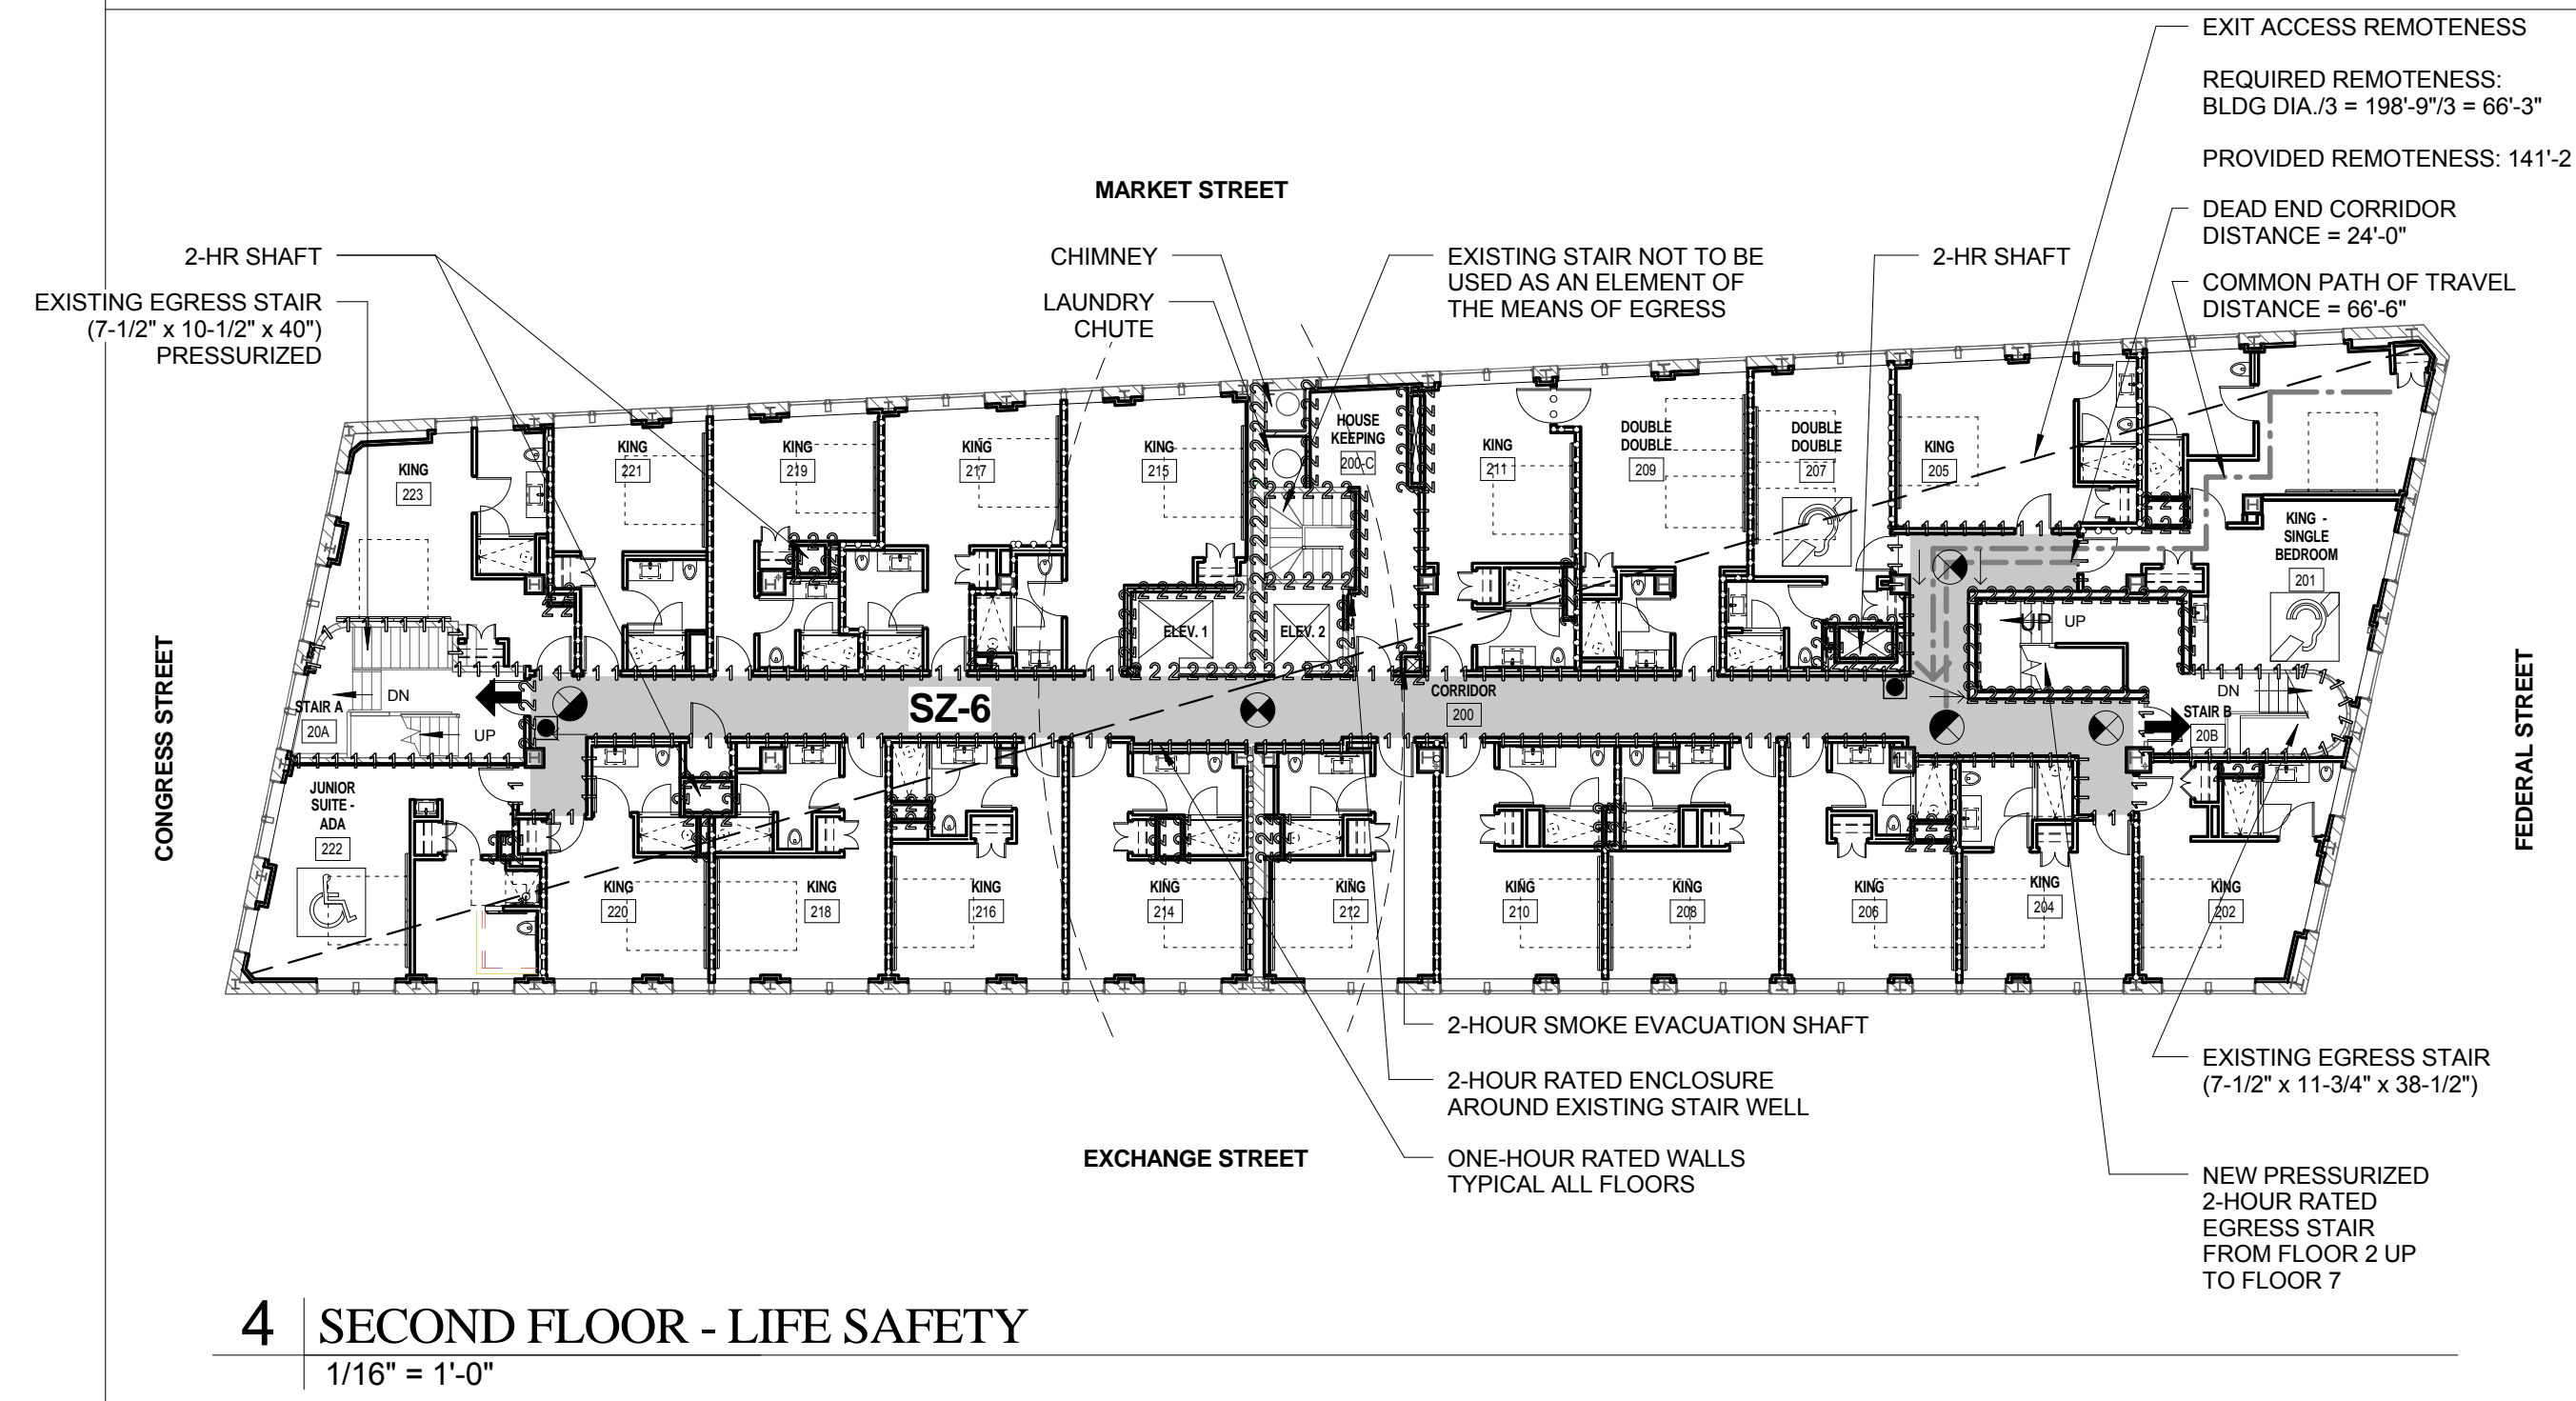 EXIT ACCESS REMOTENESS
REQUIRED REMOTENESS:
BLDG DIA./3 = 198'-9"/3 = 66'-3"
PROVIDED REMOTENESS: 141'-2
MARKET STREET
DEAD END CORRIDOR
DISTANCE = 24'-0"
2-HR SHAFT
CHIMNEY
EXISTING STAIR NOT TO BE
USED AS AN ELEMENT OF
THE MEANS OF EGRESS
2-HR SHAFT
COMMON PATH OF TRAVEL
DISTANCE = 66'-6"
EXISTING EGRESS STAIR
(7-1/2" x 10-1/2" x 40")
PRESSURIZED
LAUNDRY
CHUTE
KING
223
KING
221
KING
219
KING
217
KING
215
HOUSE
KEEPING
200-C
KING
211
DOUBLE
DOUBLE
209
DOUBLE
DOUBLE
207
KING
205
KING -
SINGLE
BEDROOM
201
ELEV. 1
ELEV. 2
UP
UP
CONGRESS STREET
STAIR A
20A
DN
UP
SZ-6
CORRIDOR
200
DN
STAIR B
20B
FEDERAL STREET
JUNIOR
SUITE -
ADA
222
KING
220
KING
218
KING
216
KING
214
KING
212
KING
210
KING
208
KING
206
KING
204
KING
202
2-HOUR SMOKE EVACUATION SHAFT
2-HOUR RATED ENCLOSURE
AROUND EXISTING STAIR WELL
EXISTING EGRESS STAIR
(7-1/2" x 11-3/4" x 38-1/2")
EXCHANGE STREET
ONE-HOUR RATED WALLS
TYPICAL ALL FLOORS
NEW PRESSURIZED
2-HOUR RATED
EGRESS STAIR
FROM FLOOR 2 UP
TO FLOOR 7
4 SECOND FLOOR - LIFE SAFETY
1/16" = 1'-0"